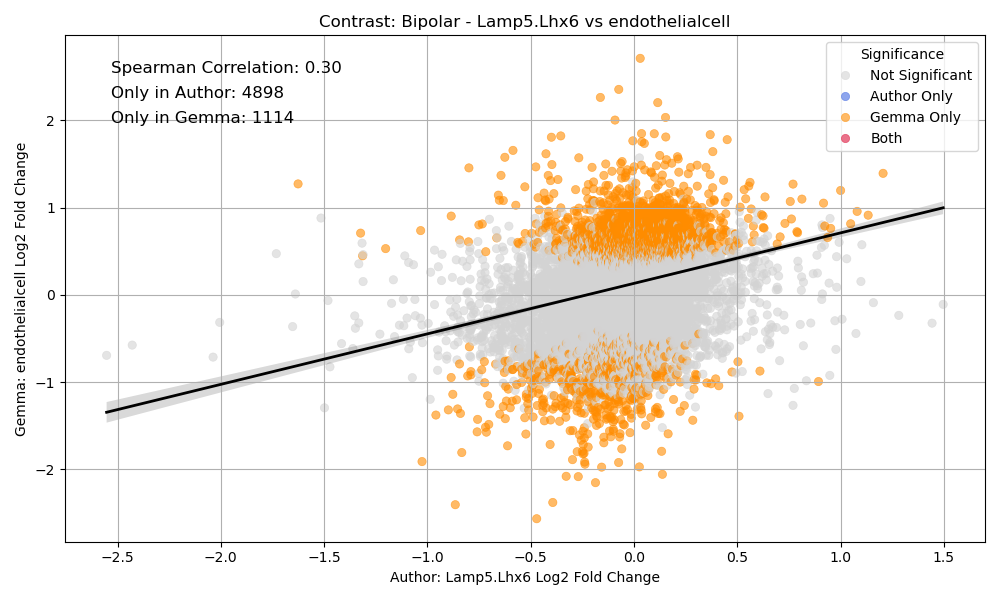 Contrast: Bipolar - Lamp5.Lhx6 vs endothelialcell
Spearman Correlation: 0.30
Only in Author: 4898
Only in Gemma: 1114
Significance
Not Significant
Author Only
Gemma Only
Both
Gemma: endothelialcell Log2 Fold Change
2
1
0
−1
−2
−2.5
−2.0
−1.5
−1.0
−0.5
0.0
0.5
1.0
1.5
Author: Lamp5.Lhx6 Log2 Fold Change